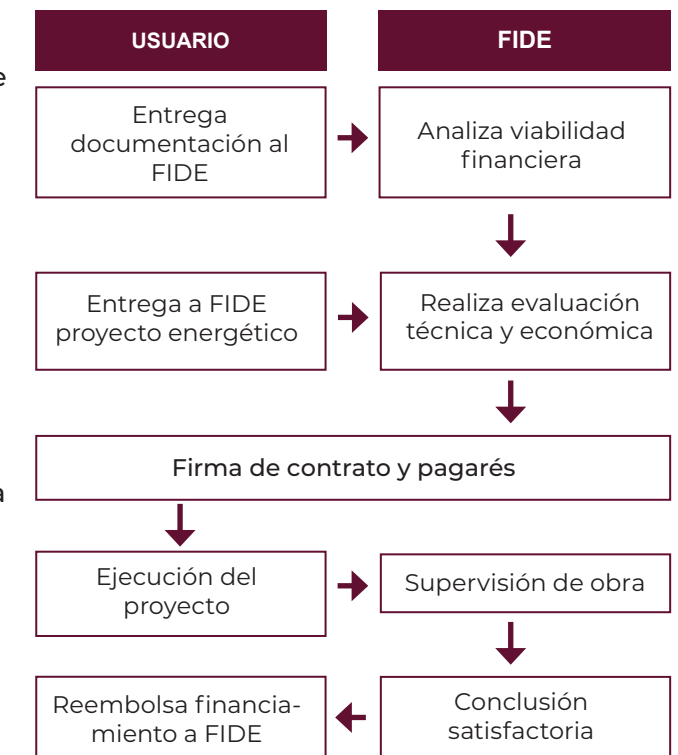 USUARIO
FIDE
e
Entrega
documentación al
FIDE
Analiza viabilidad
financiera
Entrega a FIDE
proyecto energético
Realiza evaluación
técnica y económica
Firma de contrato y pagarés
a
Ejecución del
proyecto
Supervisión de obra
Reembolsa financia-
miento a FIDE
Conclusión
satisfactoria